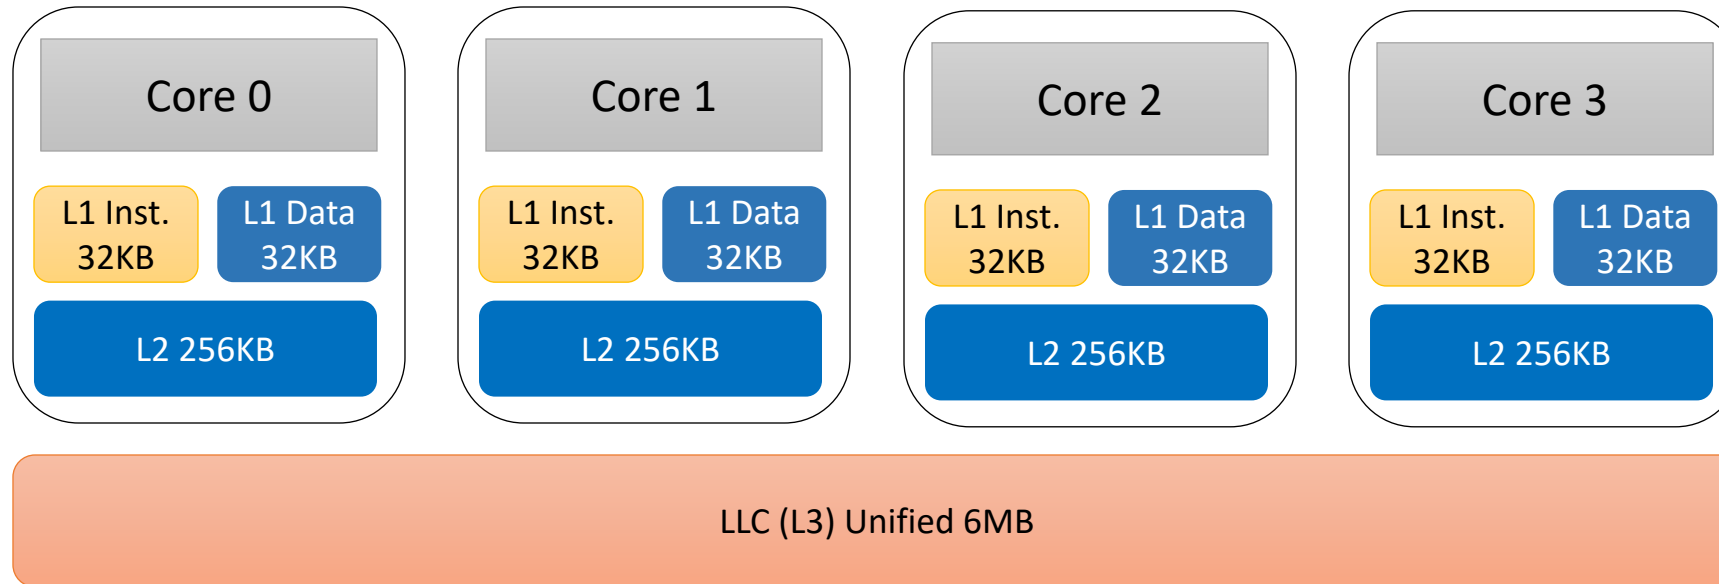 Core 0
Core 1
Core 2
Core 3
L1 Inst.
32KB
L1 Data
32KB
L1 Inst.
32KB
L1 Data
32KB
L1 Inst.
32KB
L1 Data
32KB
L1 Inst.
32KB
L1 Data
32KB
L2 256KB
L2 256KB
L2 256KB
L2 256KB
LLC (L3) Unified 6MB